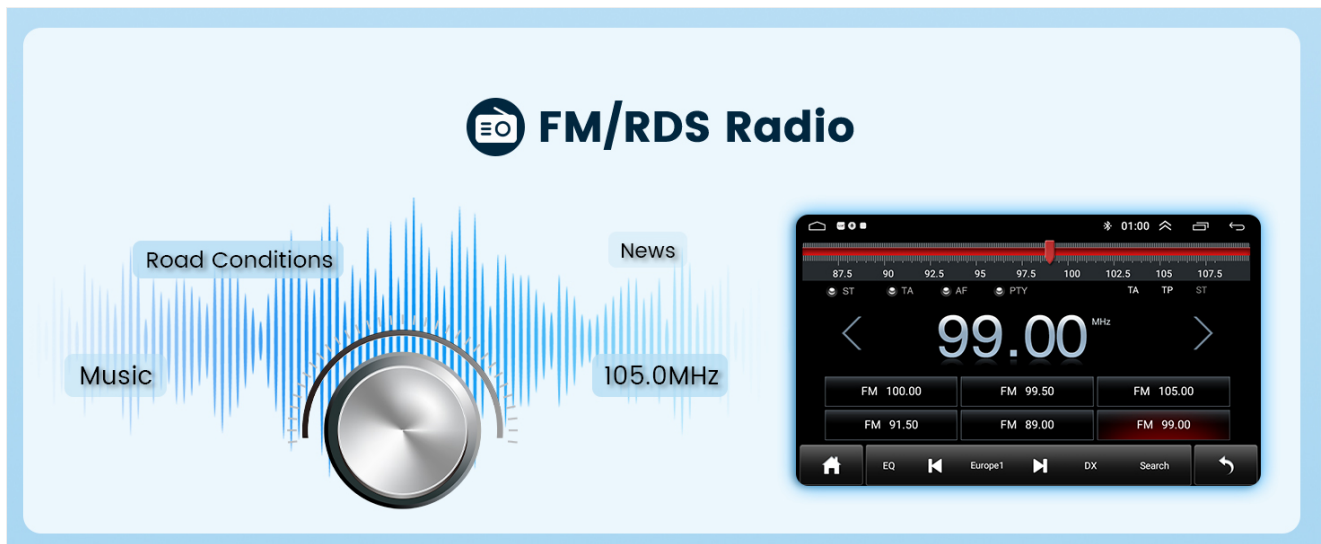 FM/RDS Radio
Road Conditions
News
Music
105.0MHz
01:00
87.5 90 92.5 95 97.5 100 102.5 105 107.5
ST TA AF PTY TA TP ST
99.00 MHz
FM 100.00 FM 99.50 FM 105.00
FM 91.50 FM 89.00 FM 99.00
EQ Europe1 DX Search